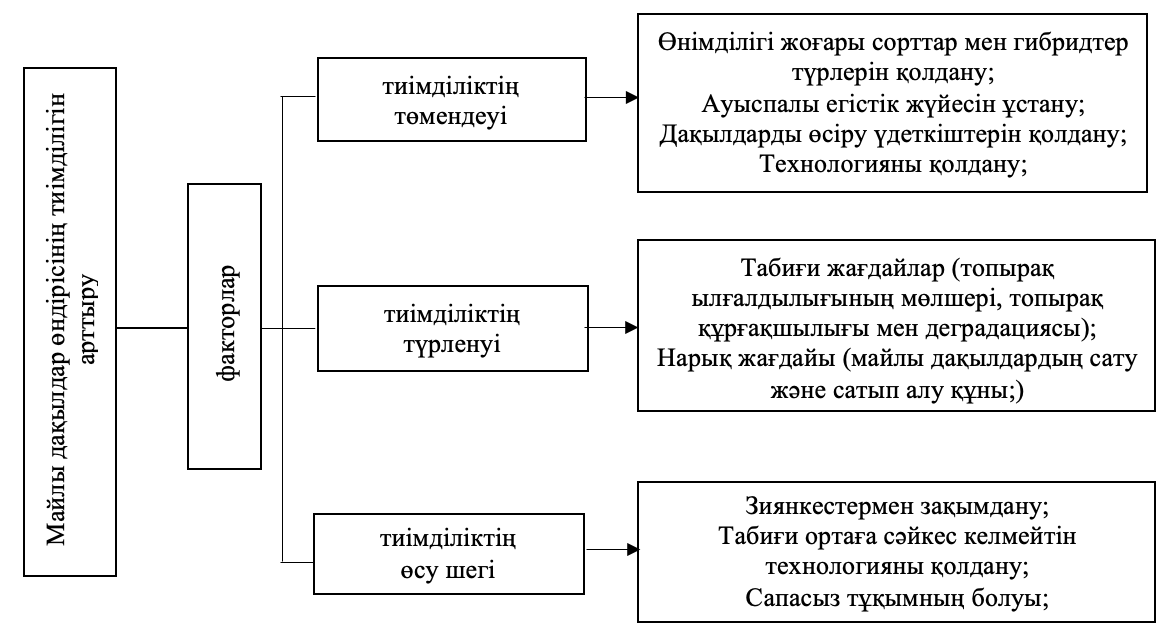 Майлы дақылдар өндірісінің тиімділігін
арттыру
факторлар
тиімділіктің
төмендеуі
Өнімділігі жоғары сорттар мен гибридтер
түрлерін қолдану;
Ауыспалы егістік жүйесін ұстану;
Дақылдарды өсіру үдеткіштерін қолдану;
Технологияны қолдану;
тиімділіктің
түрленуі
Табиғи жағдайлар (топырақ
ылғалдылығының мөлшері, топырақ
құрғақшылығы мен деградациясы);
Нарық жағдайы (майлы дақылдардың сату
және сатып алу құны;)
тиімділіктің
өсу шегі
Зиянкестермен зақымдану;
Табиғи ортаға сәйкес келмейтін
технологияны қолдану;
Сапасыз тұқымның болуы;